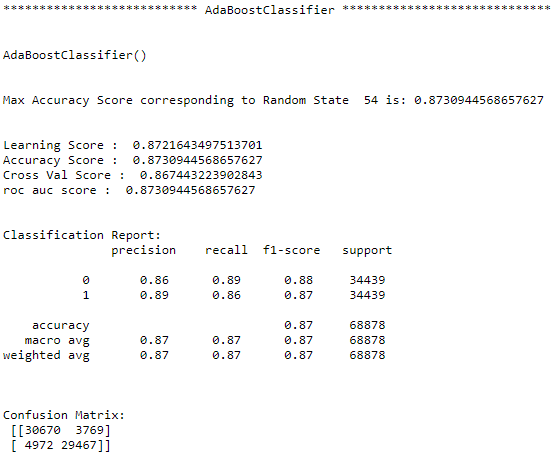 *************************** AdaBoostClassifier *****************************
AdaBoostClassifier()
Max Accuracy Score corresponding to Random State  54 is: 0.8730944568657627
Learning Score :  0.8721643497513701
Accuracy Score :  0.8730944568657627
Cross Val Score :  0.867443223902843
roc auc score :  0.8730944568657627
Classification Report:
               precision    recall  f1-score   support
           0       0.86      0.89      0.88     34439
           1       0.89      0.86      0.87     34439
    accuracy                           0.87     68878
   macro avg       0.87      0.87      0.87     68878
weighted avg       0.87      0.87      0.87     68878
Confusion Matrix:
 [[30670  3769]
 [ 4972 29467]]